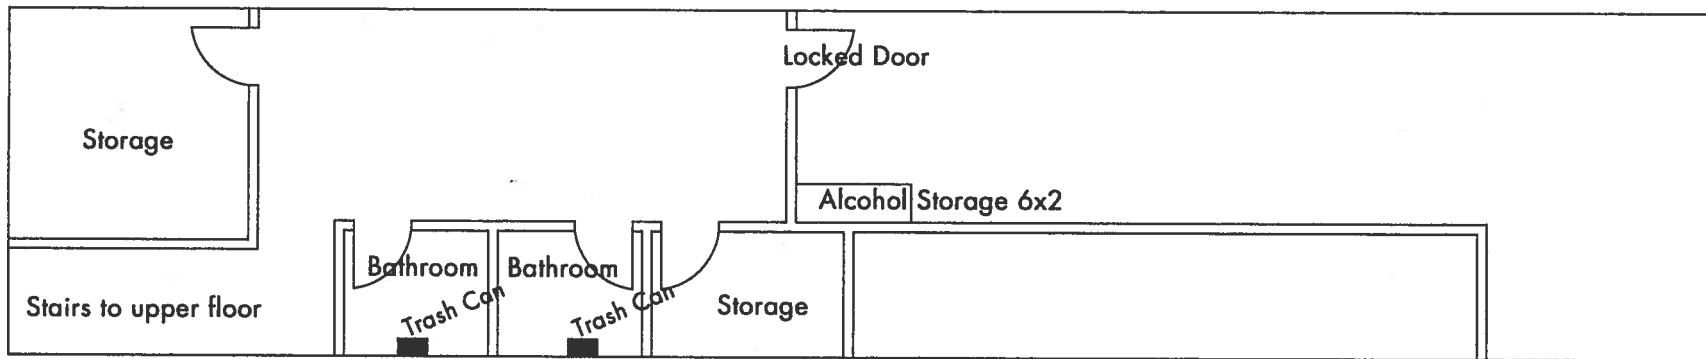 Locked Door
Storage
Alcohol Storage 6x2
Bathroom
Bathroom
Stairs to upper floor
Trash Can
Trash Can
Storage